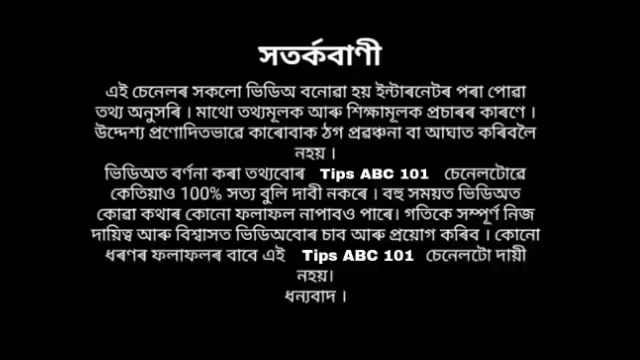 সতৰ্কবাণী
এই চেনেলৰ সকলো ভিডিঅ বনোৱা হয় ইন্টাৰনেটৰ পৰা পোৱা
তথ্য অনুসৰি । মাথো তথ্যমূলক আৰু শিক্ষামূলক প্ৰচাৰৰ কাৰণে ।
উদ্দেশ্য প্ৰণোদিতভাৱে কাৰোবাক ঠগ প্ৰৱঞ্চনা বা আঘাত কৰিবলৈ
নহয় ।
ভিডিঅত বৰ্ণনা কৰা তথ্যবোৰ Tips ABC 101 চেনেলটোৱে
কেতিয়াও 100% সত্য বুলি দাবী নকৰে । বহু সময়ত ভিডিঅত
কোৱা কথাৰ কোনো ফলাফল নাপাবও পাৰে। গতিকে সম্পূৰ্ণ নিজ
দায়িত্ব আৰু বিশ্বাসত ভিডিঅবোৰ চাব আৰু প্ৰয়োগ কৰিব । কোনো
ধৰণৰ ফলাফলৰ বাবে এই Tips ABC 101 চেনেলটো দায়ী
নহয়।
ধন্যবাদ ।